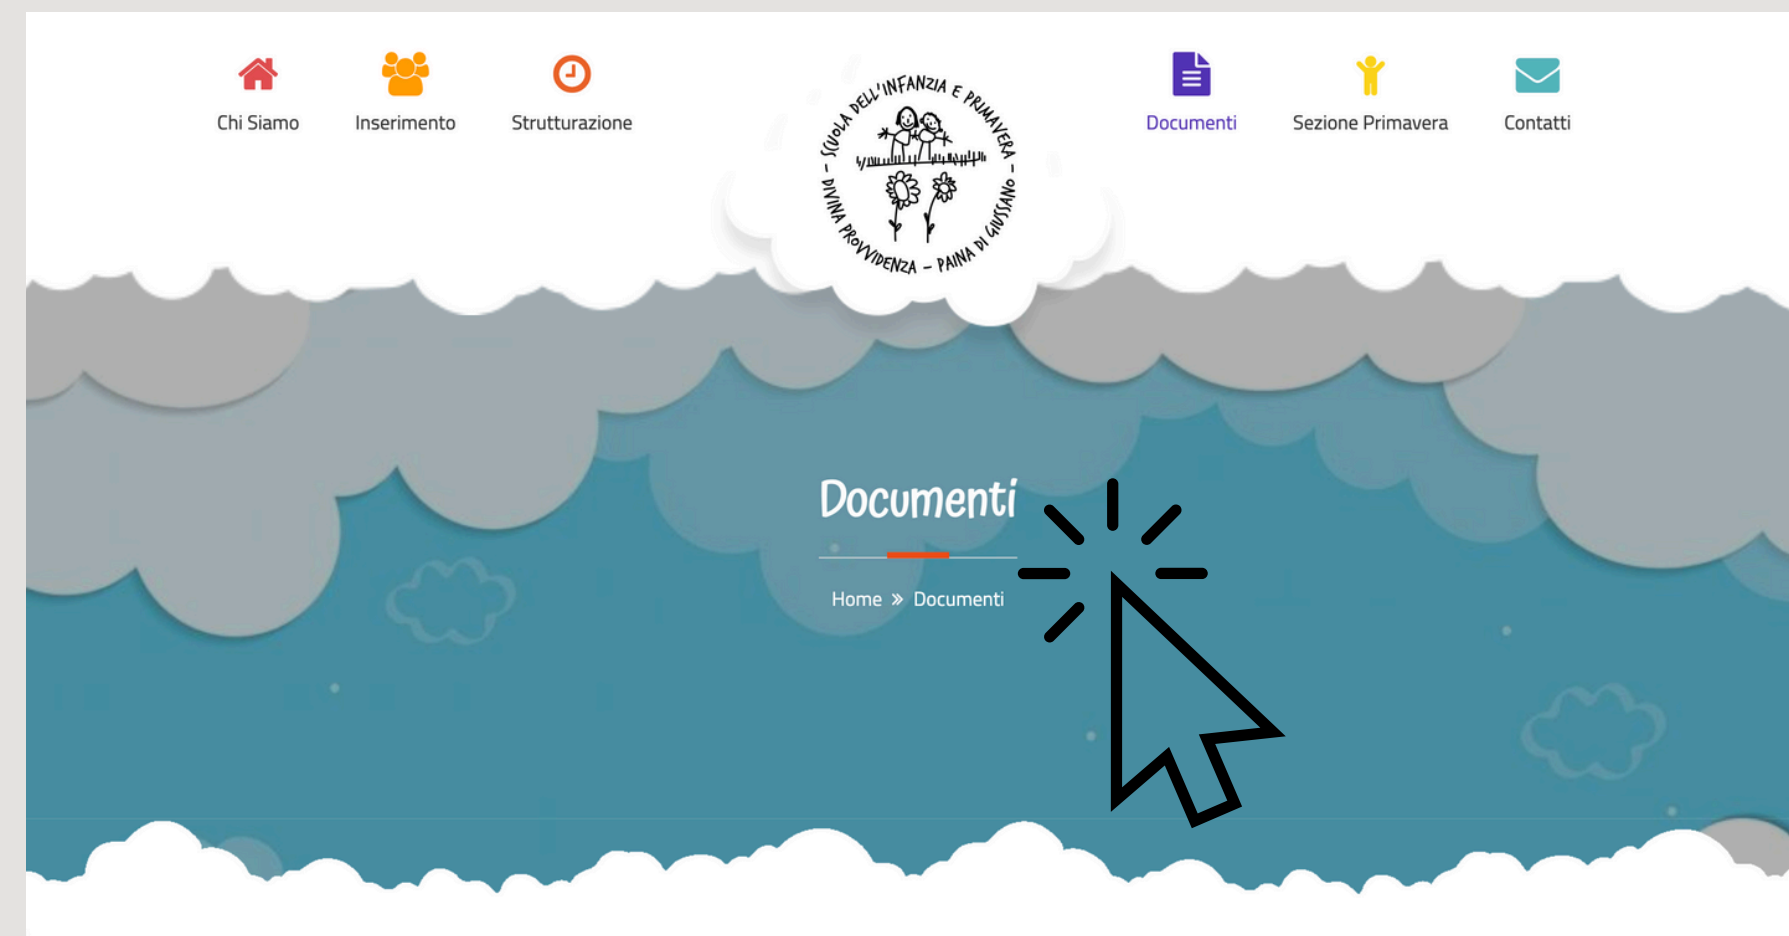 Chi Siamo
Inserimento
Strutturazione
SCUOLA DELL'INFANZIA E PRIMAVERA -
DIVINA PROVVIDENZA - PAINA DI GIUSSANO -
Documenti
Sezione Primavera
Contatti
Documenti
Home » Documenti